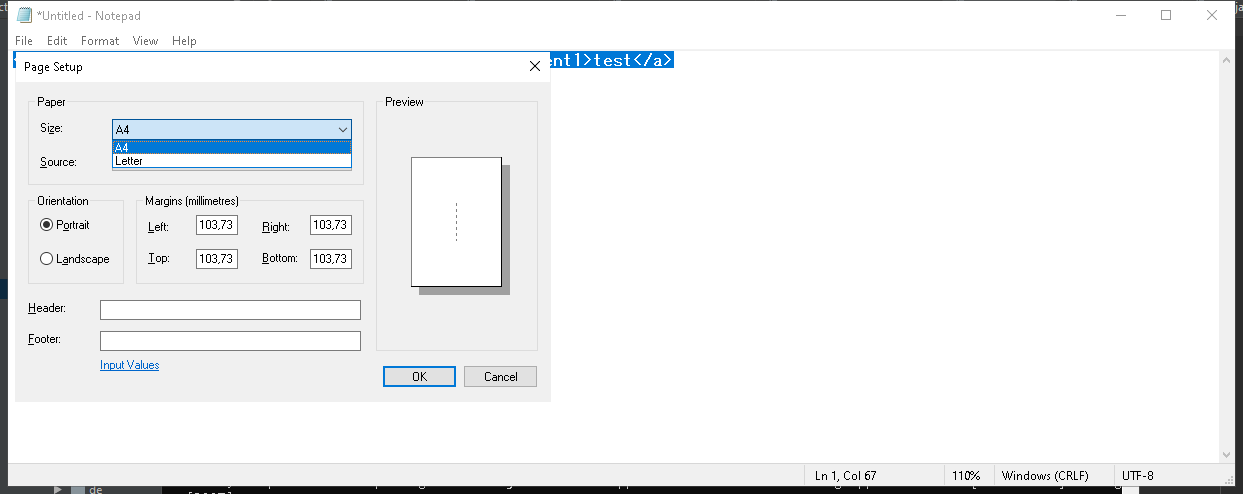 *Untitled - Notepad
File Edit Format View Help
ent1>test</a>
Page Setup
Paper
Size: A4
A4
Letter
Source:
Preview
Orientation
Portrait
Landscape
Margins (millimetres)
Left: 103,73 Right: 103,73
Top: 103,73 Bottom: 103,73
Header:
Footer:
Input Values
OK Cancel
Ln 1, Col 67 110% Windows (CRLF) UTF-8
de